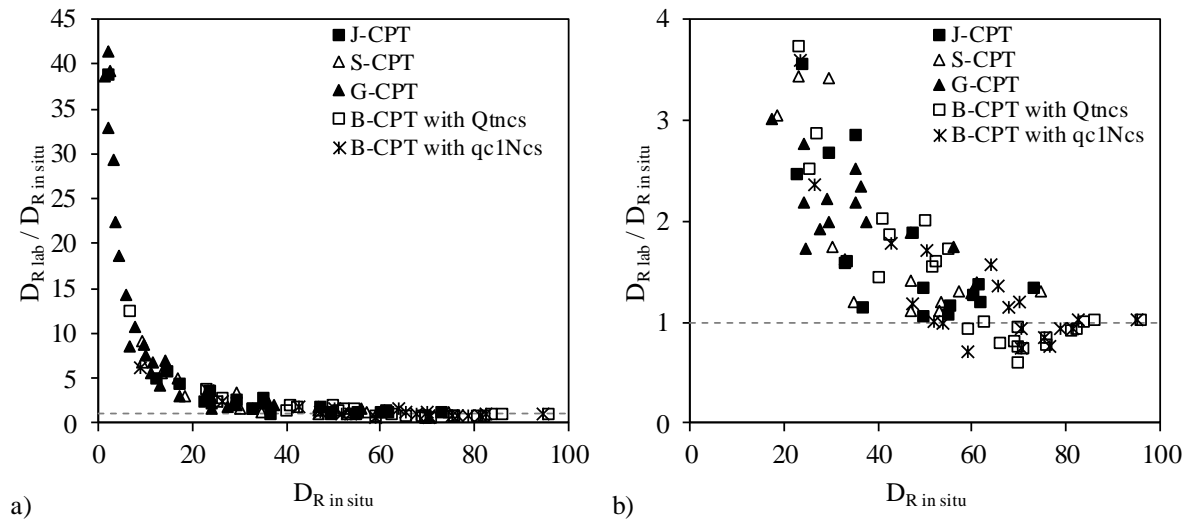 45
40
35
30
25
20
15
10
5
0
D_R lab / D_R in situ
J-CPT
S-CPT
G-CPT
B-CPT with Qtncs
B-CPT with qc1Ncs
0 20 40 60 80 100
D_R in situ
a)
4
3
2
1
0
D_R lab / D_R in situ
J-CPT
S-CPT
G-CPT
B-CPT with Qtncs
B-CPT with qc1Ncs
0 20 40 60 80 100
D_R in situ
b)